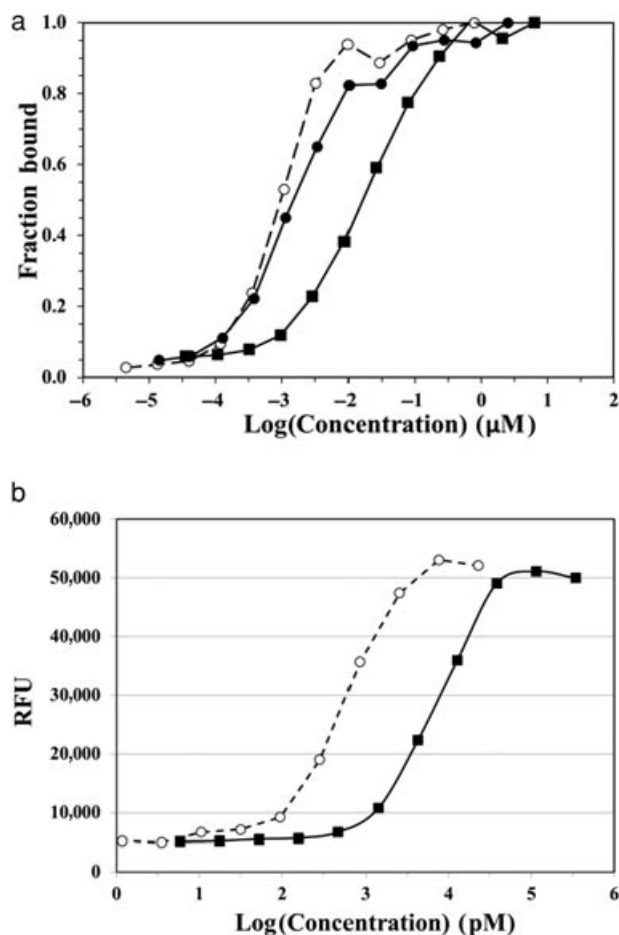 a
1.0
0.8
0.6
0.4
0.2
0.0
Fraction bound
−6 −5 −4 −3 −2 −1 0 1 2
Log(Concentration) (µM)
b
60,000
50,000
40,000
30,000
20,000
10,000
0
RFU
0 1 2 3 4 5 6
Log(Concentration) (pM)